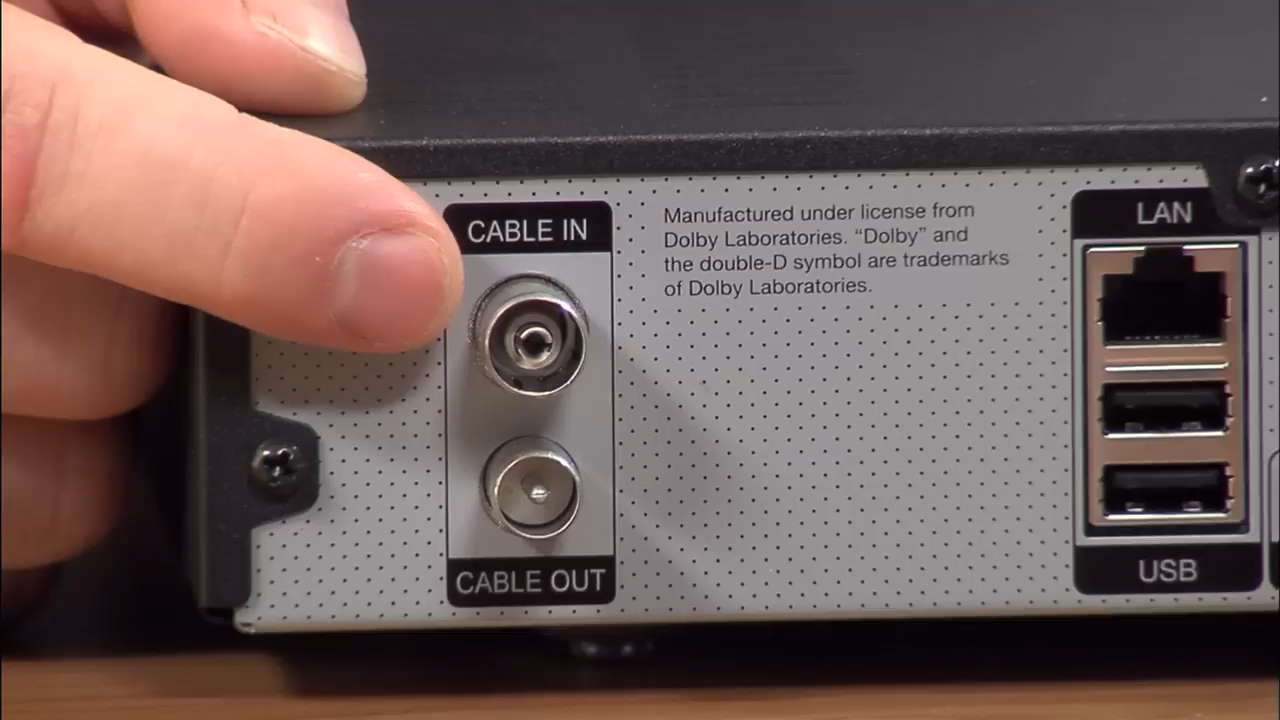 CABLE IN
Manufactured under license from
Dolby Laboratories. “Dolby” and
the double-D symbol are trademarks
of Dolby Laboratories.
LAN
CABLE OUT
USB